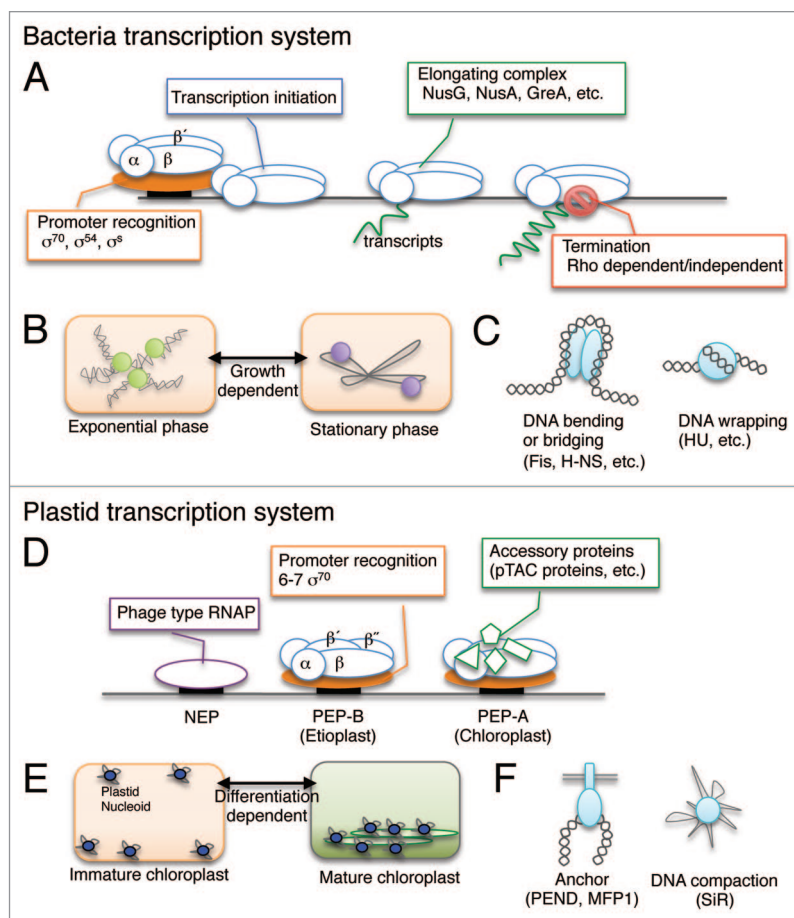 Bacteria transcription system
A
Transcription initiation
Elongating complex
NusG, NusA, GreA, etc.
β´
α
β
Promoter recognition
σ⁷⁰, σ⁵⁴, σˢ
transcripts
Termination
Rho dependent/independent
B
Growth
dependent
Exponential phase
Stationary phase
C
DNA bending
or bridging
(Fis, H-NS, etc.)
DNA wrapping
(HU, etc.)
Plastid transcription system
D
Phage type RNAP
Promoter recognition
6-7 σ⁷⁰
Accessory proteins
(pTAC proteins, etc.)
β´
β˝
α
β
NEP
PEP-B
(Etioplast)
PEP-A
(Chloroplast)
E
Plastid
Nucleoid
Differentiation
dependent
Immature chloroplast
Mature chloroplast
F
Anchor
(PEND, MFP1)
DNA compaction
(SiR)